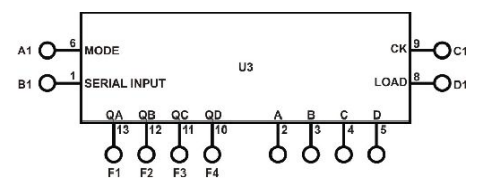 A1 6 MODE CK 9 C1
U3
B1 1 SERIAL INPUT LOAD 8 D1
QA QB QC QD A B C D
13 12 11 10 2 3 4 5
F1 F2 F3 F4